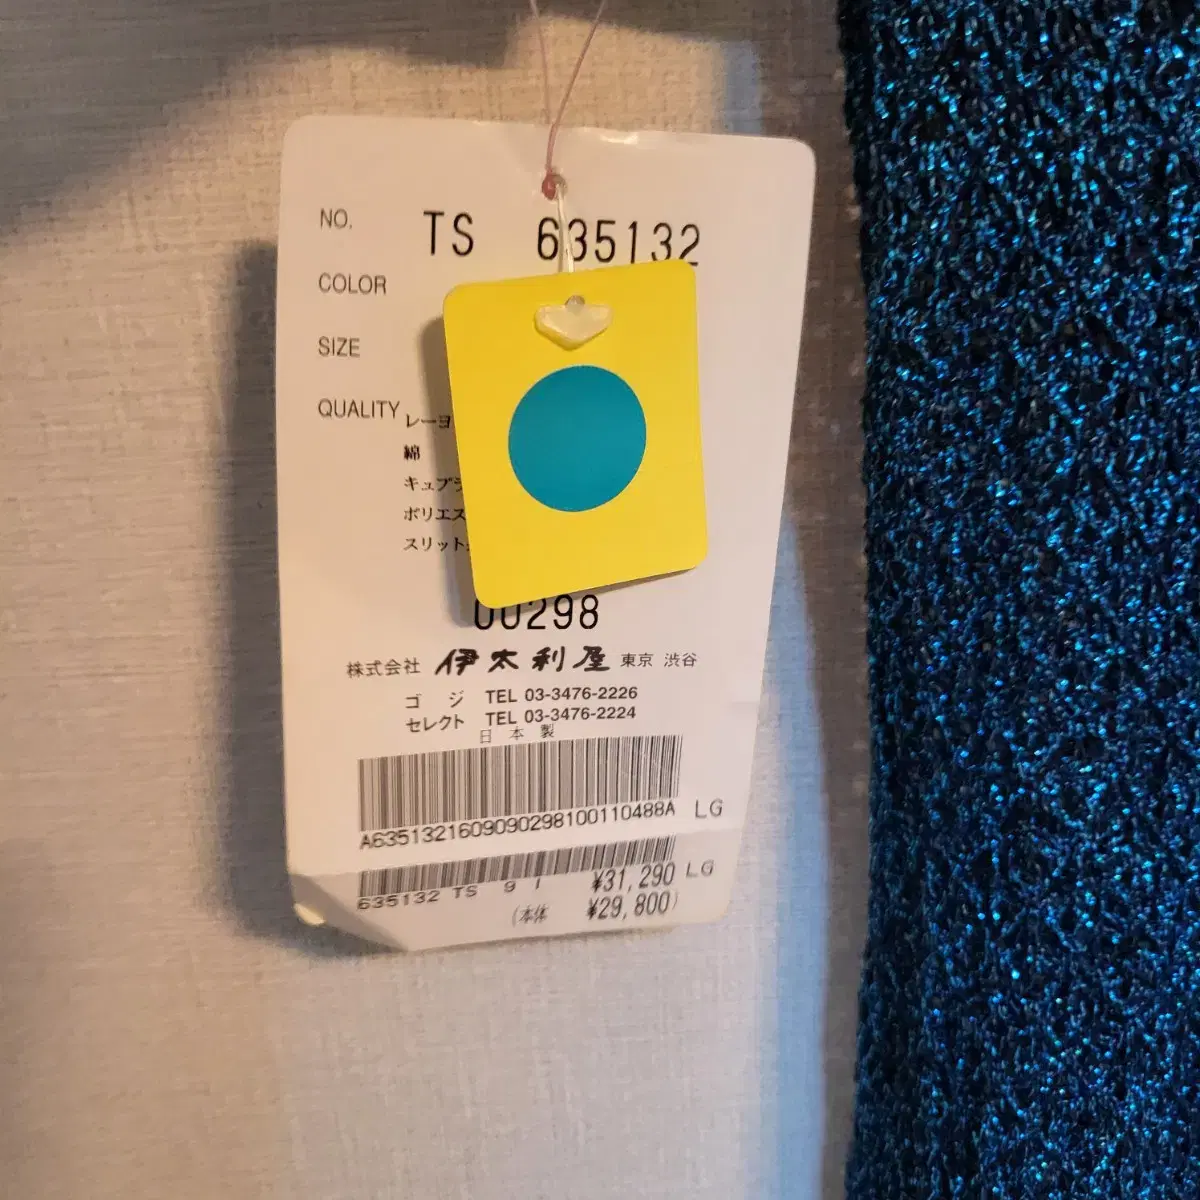 NO. TS 635132
COLOR
SIZE
QUALITY
レーヨ
綿
キュプラ
ポリエス
スリット
00298
株式会社 伊太利屋 東京 渋谷
ゴジ TEL 03-3476-2226
セレクト TEL 03-3476-2224
日本製
A635132160909029810011​0488A LG
635132 TS 9 ¥31,290 LG
(本体 ¥29,800)